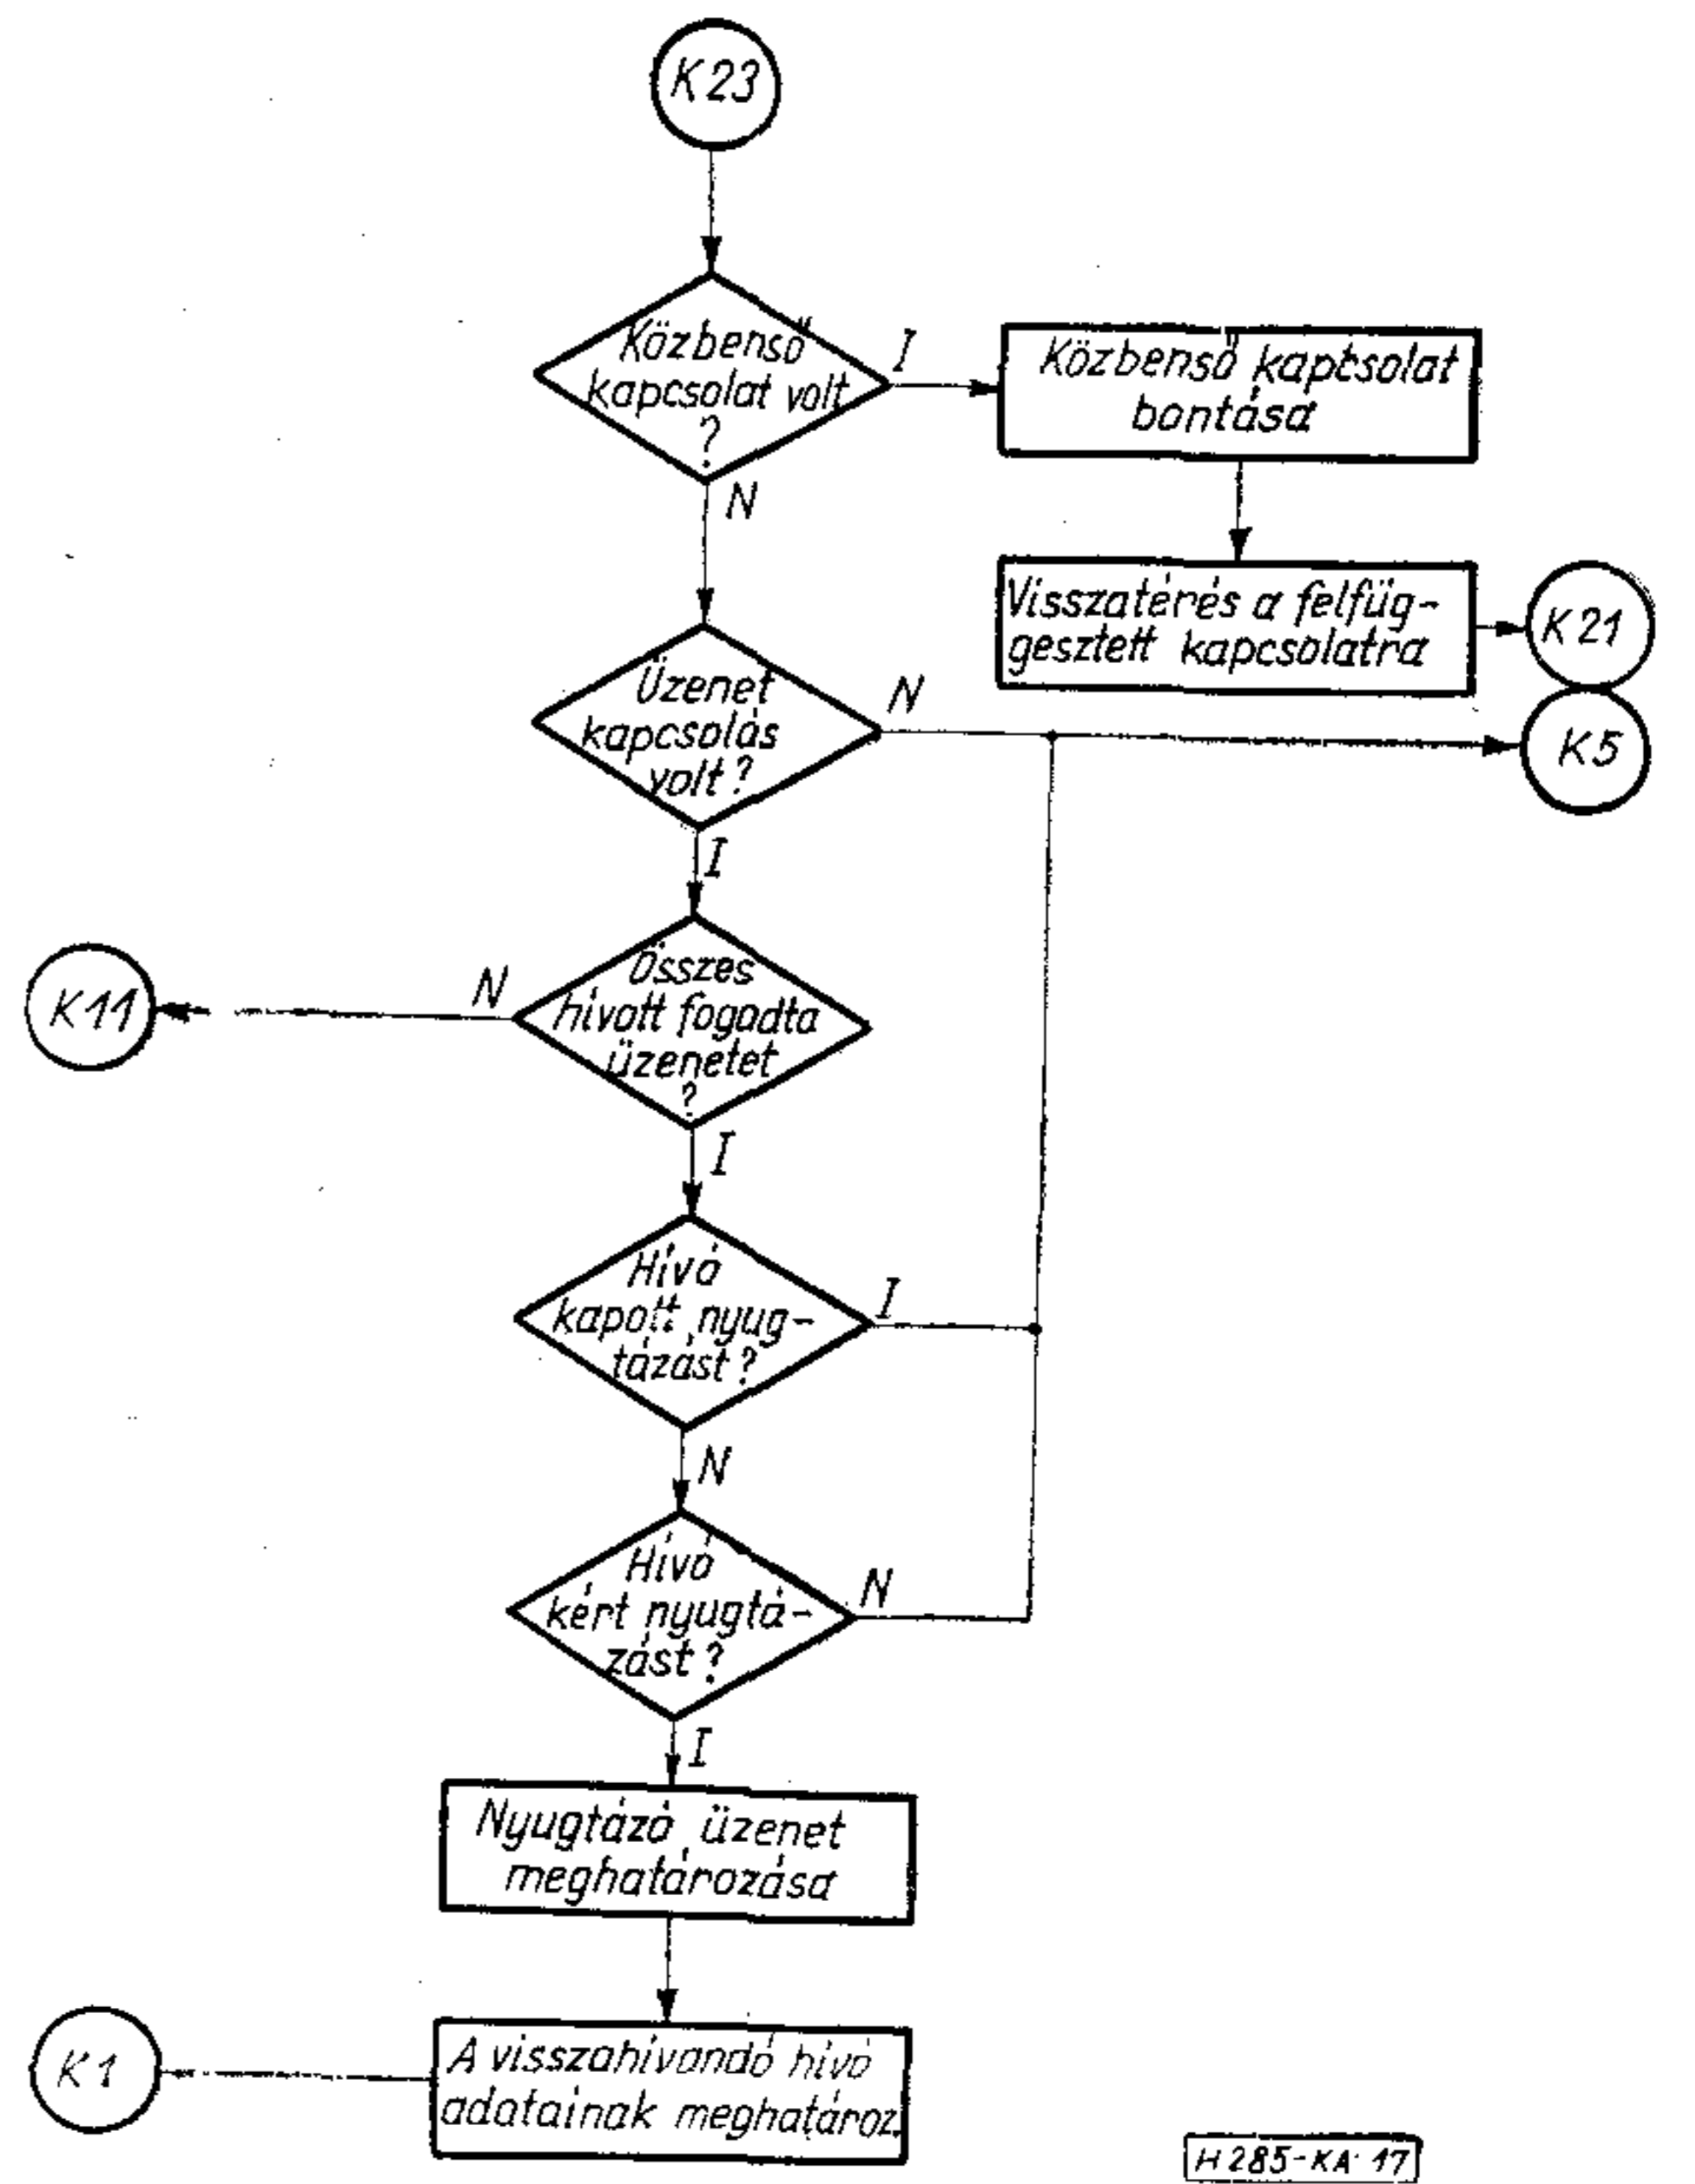 K23
Közbenső
kapcsolat volt
?
I
Közbenső kapcsolat
bontása
N
Visszatérés a felfüg-
gesztett kapcsolatra
K21
Üzenet
kapcsolás
volt?
N
K5
I
Összes
hívott fogadta
üzenetet
?
N
K11
I
Hívó
kapott nyug-
tázást?
I
N
Hívó
kért nyugtá-
zást?
N
I
Nyugtázó üzenet
meghatározása
A visszahívandó hívó
adatainak meghatároz.
K1
H285-KA-17